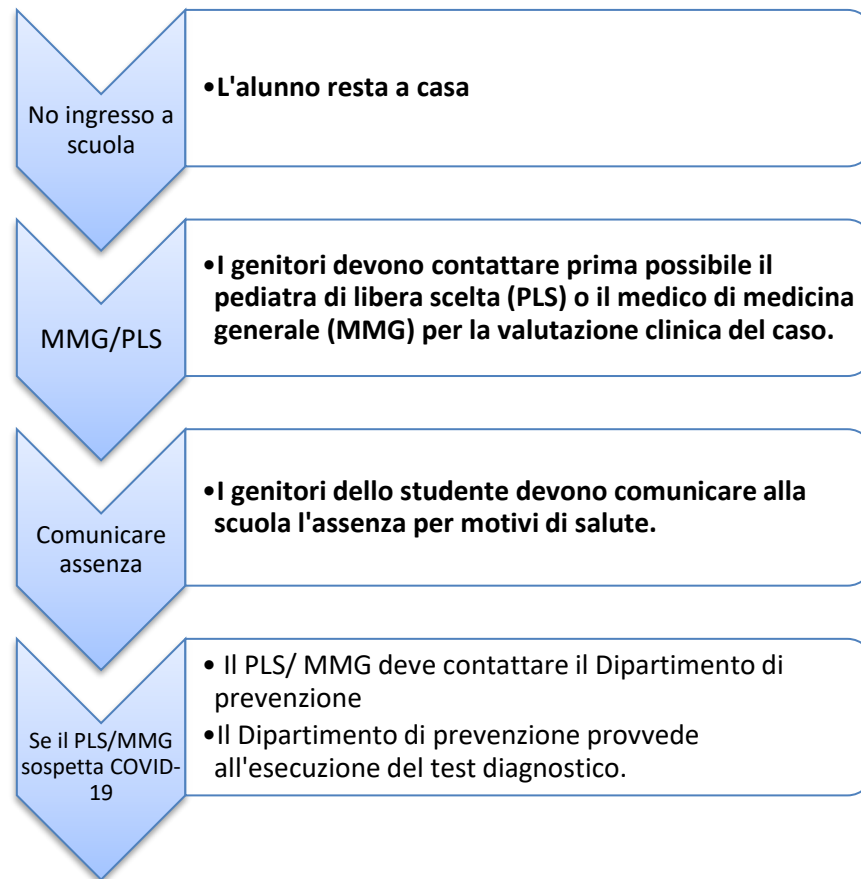 No ingresso a
scuola
•L'alunno resta a casa
MMG/PLS
•I genitori devono contattare prima possibile il
pediatra di libera scelta (PLS) o il medico di medicina
generale (MMG) per la valutazione clinica del caso.
Comunicare
assenza
•I genitori dello studente devono comunicare alla
scuola l'assenza per motivi di salute.
Se il PLS/MMG
sospetta COVID-
19
• Il PLS/ MMG deve contattare il Dipartimento di
prevenzione
•Il Dipartimento di prevenzione provvede
all'esecuzione del test diagnostico.